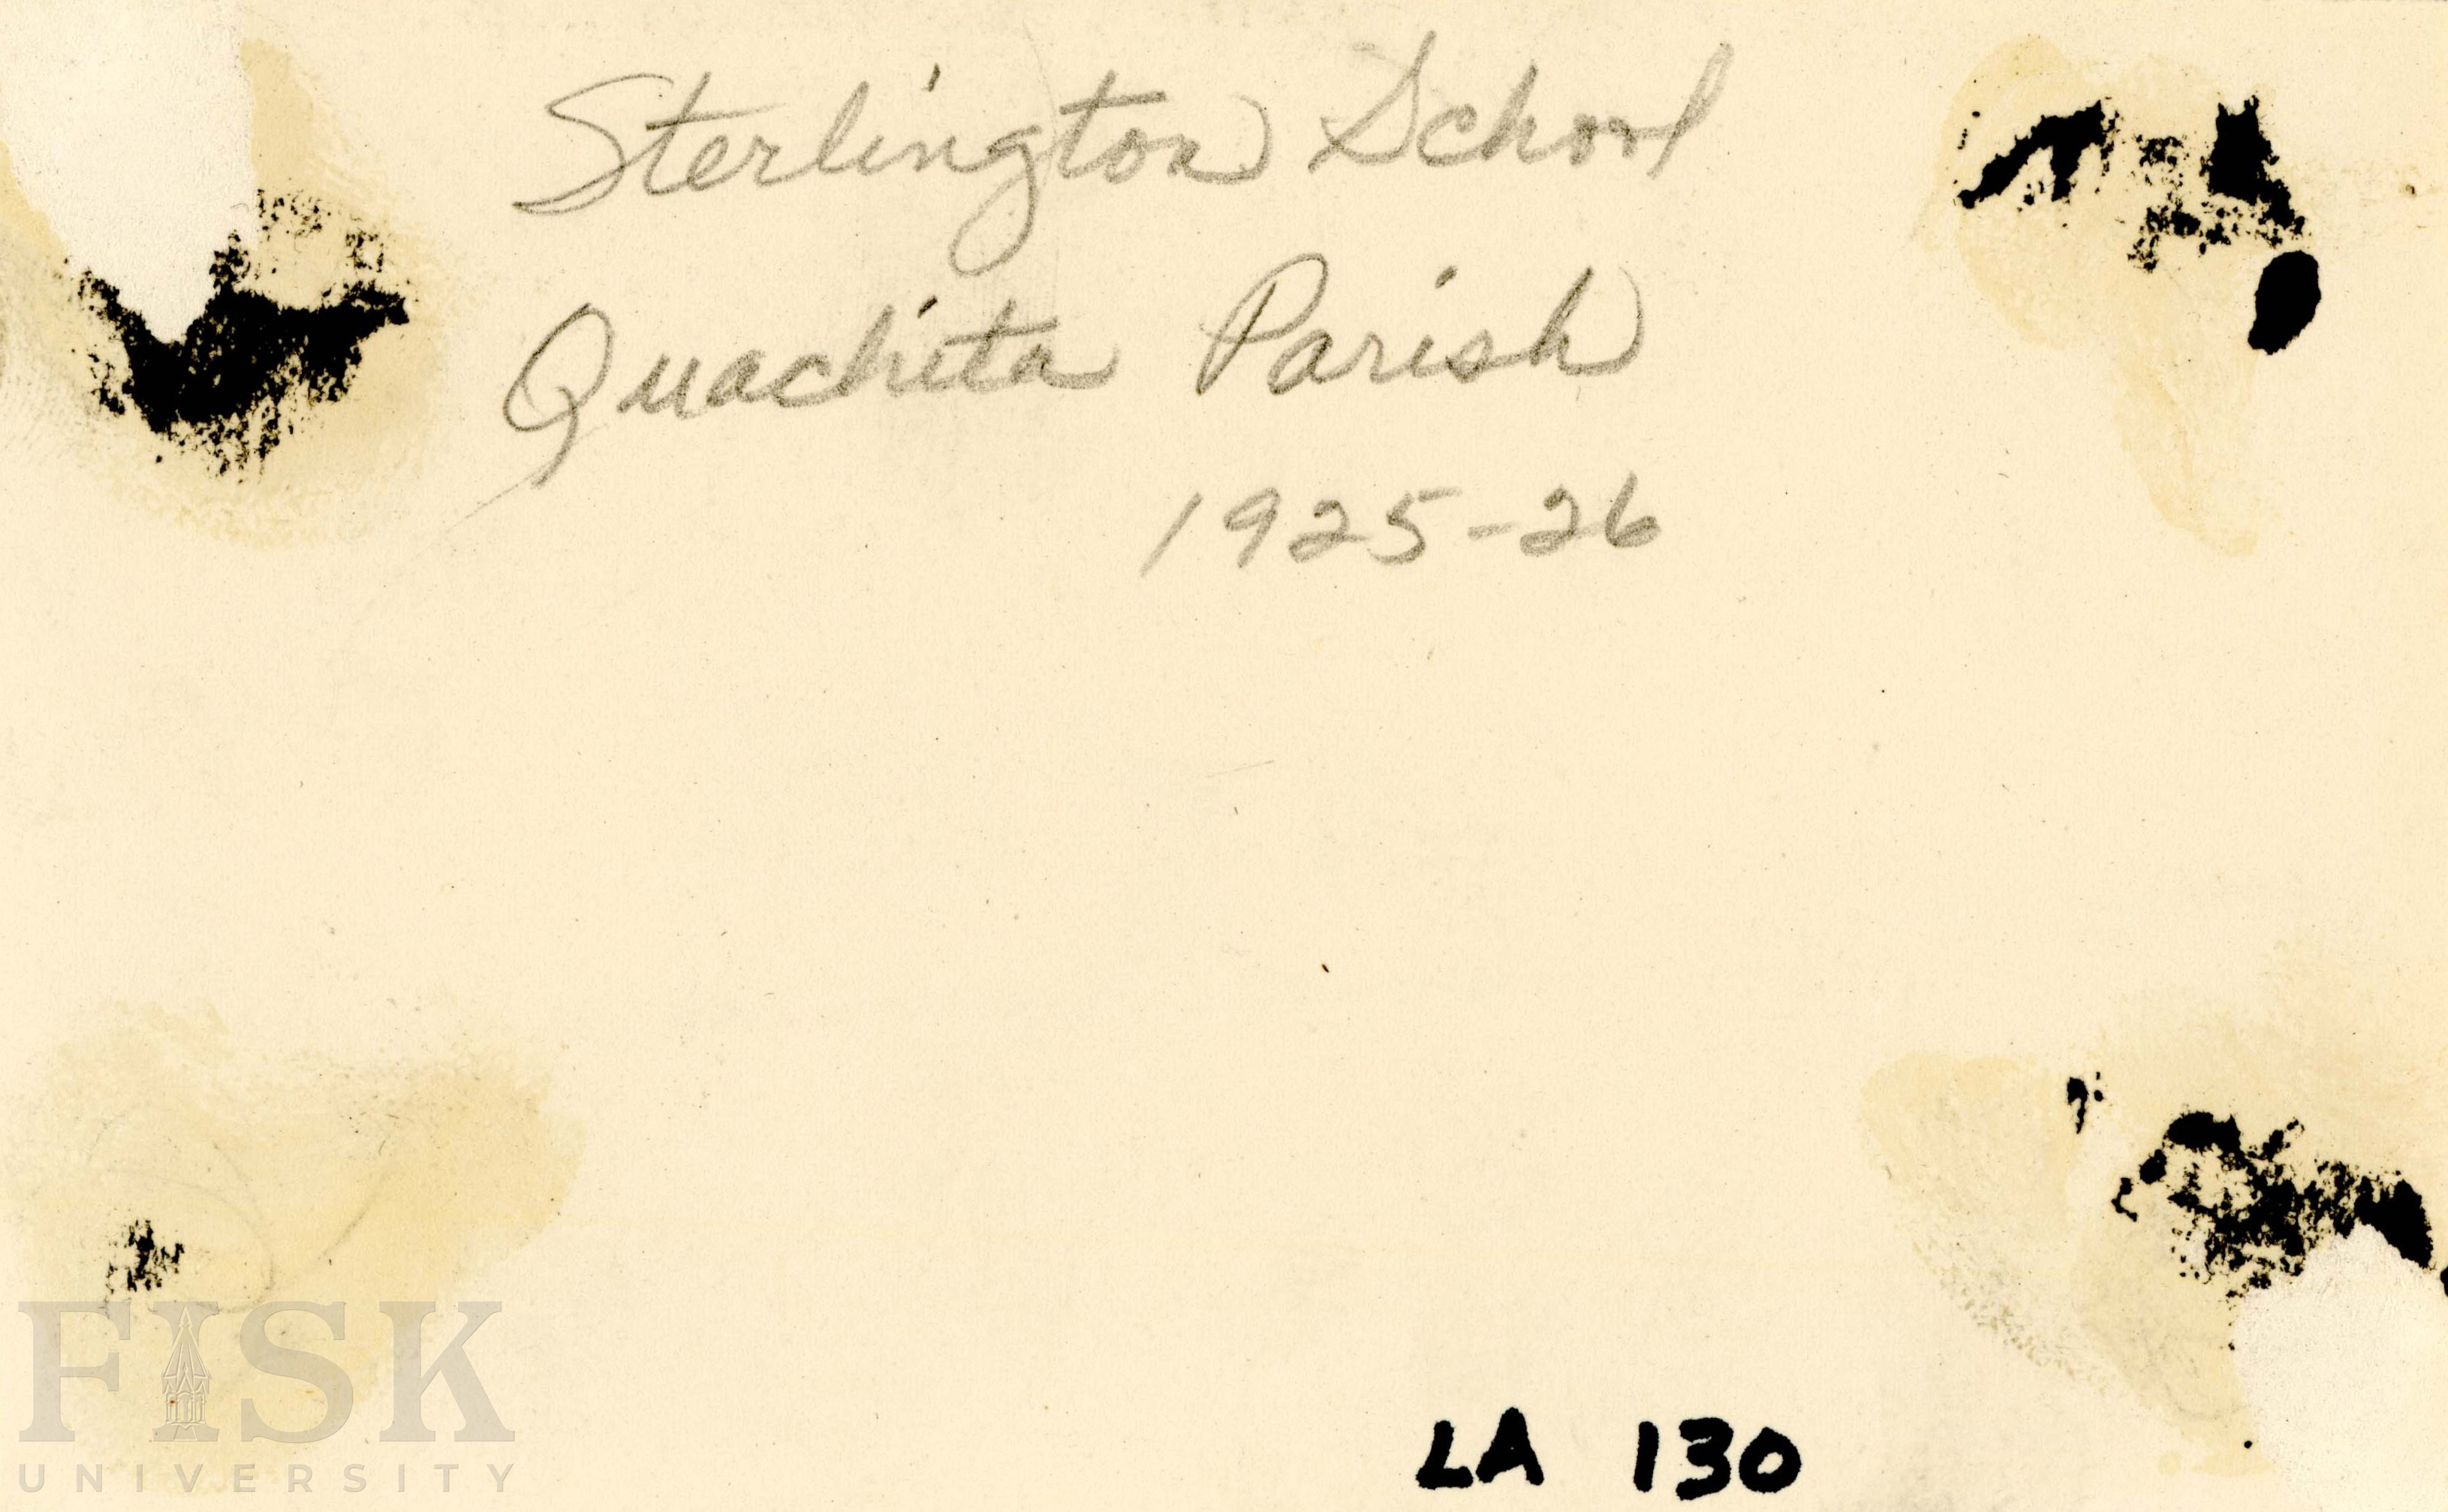 Sterlington School
Quachita Parish
1925-26
LA 130
FISK
UNIVERSITY